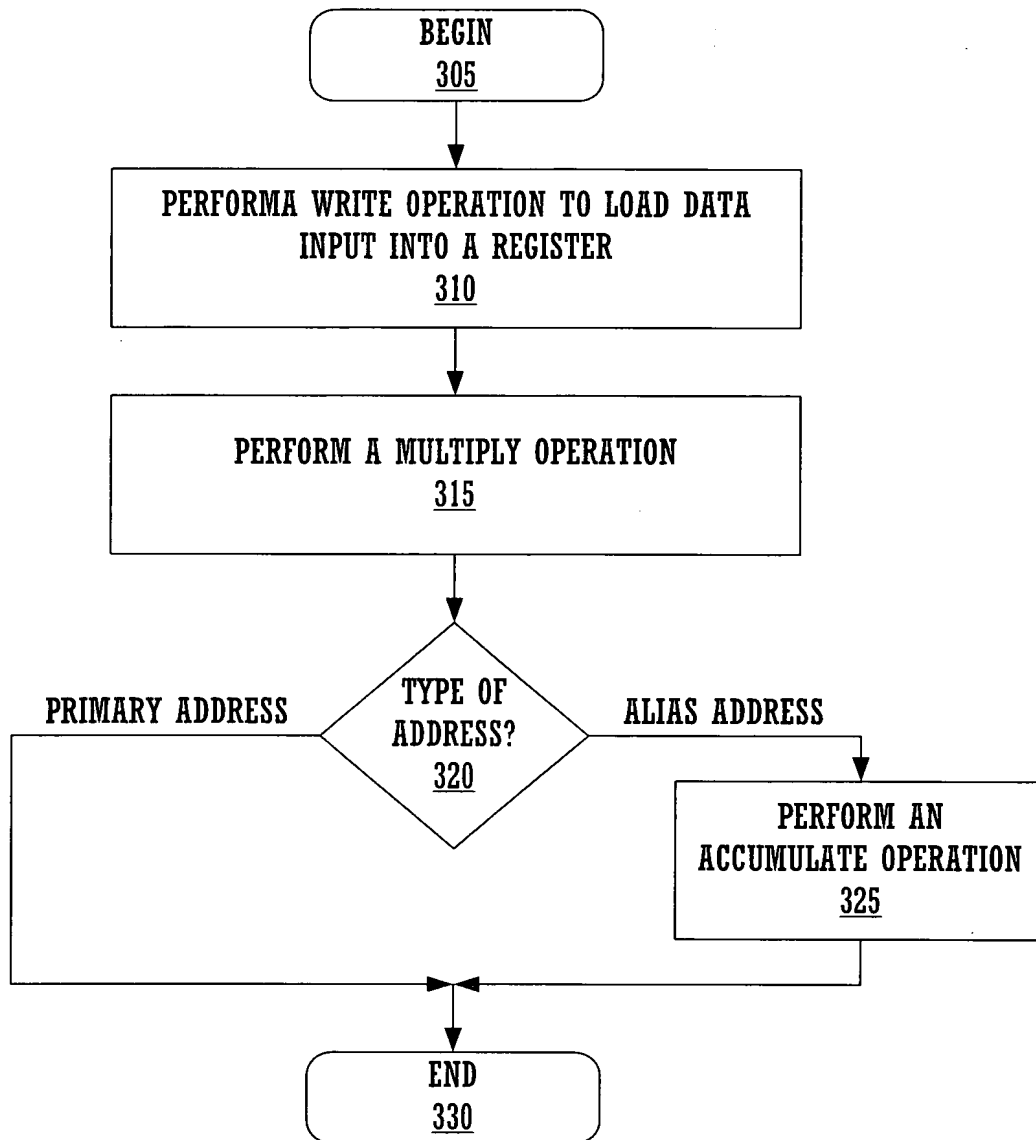 BEGIN
305
PERFORMA WRITE OPERATION TO LOAD DATA
INPUT INTO A REGISTER
310
PERFORM A MULTIPLY OPERATION
315
TYPE OF
ADDRESS?
320
PRIMARY ADDRESS
ALIAS ADDRESS
PERFORM AN
ACCUMULATE OPERATION
325
END
330